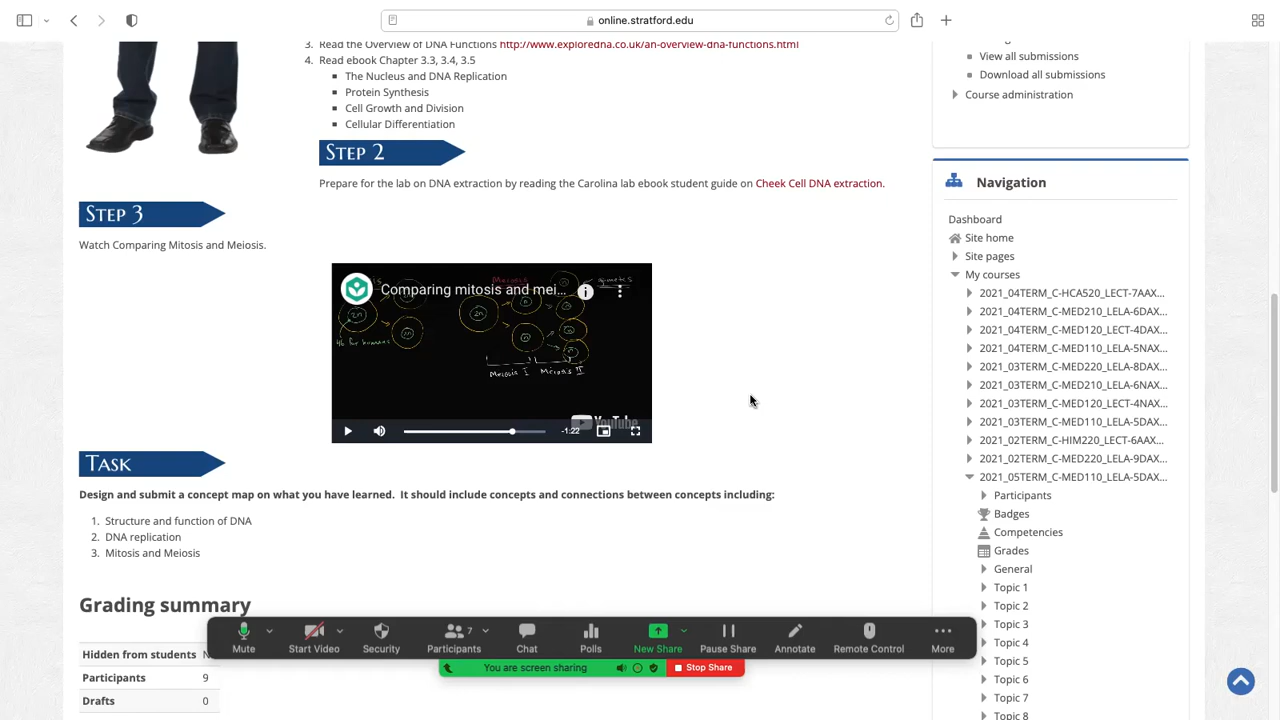 online.stratford.edu
3. Read the Overview of DNA Functions http://www.exploredna.co.uk/an-overview-dna-functions.html
4. Read ebook Chapter 3.3, 3.4, 3.5
The Nucleus and DNA Replication
Protein Synthesis
Cell Growth and Division
Cellular Differentiation
STEP 2
Prepare for the lab on DNA extraction by reading the Carolina lab ebook student guide on Cheek Cell DNA extraction.
STEP 3
Watch Comparing Mitosis and Meiosis.
Comparing mitosis and mei...
Meiosis
gametes
2n
n
2n
2n
n
n
46 for humans
Meiosis I
Meiosis II
YouTube
-1:22
TASK
Design and submit a concept map on what you have learned. It should include concepts and connections between concepts including:
1. Structure and function of DNA
2. DNA replication
3. Mitosis and Meiosis
Grading summary
Hidden from students
Participants 9
Drafts 0
View all submissions
Download all submissions
Course administration
Navigation
Dashboard
Site home
Site pages
My courses
2021_04TERM_C-HCA520_LECT-7AAX...
2021_04TERM_C-MED210_LELA-6DAX...
2021_04TERM_C-MED120_LECT-4DAX...
2021_04TERM_C-MED110_LELA-5NAX...
2021_03TERM_C-MED220_LELA-8DAX...
2021_03TERM_C-MED210_LELA-6NAX...
2021_03TERM_C-MED120_LECT-4NAX...
2021_03TERM_C-MED110_LELA-5DAX...
2021_02TERM_C-HIM220_LECT-6AAX...
2021_02TERM_C-MED220_LELA-9DAX...
2021_05TERM_C-MED110_LELA-5DAX...
Participants
Badges
Competencies
Grades
General
Topic 1
Topic 2
Topic 3
Topic 4
Topic 5
Topic 6
Topic 7
Topic 8
Mute
Start Video
Security
Participants 7
Chat
Polls
New Share
Pause Share
Annotate
Remote Control
More
You are screen sharing
Stop Share